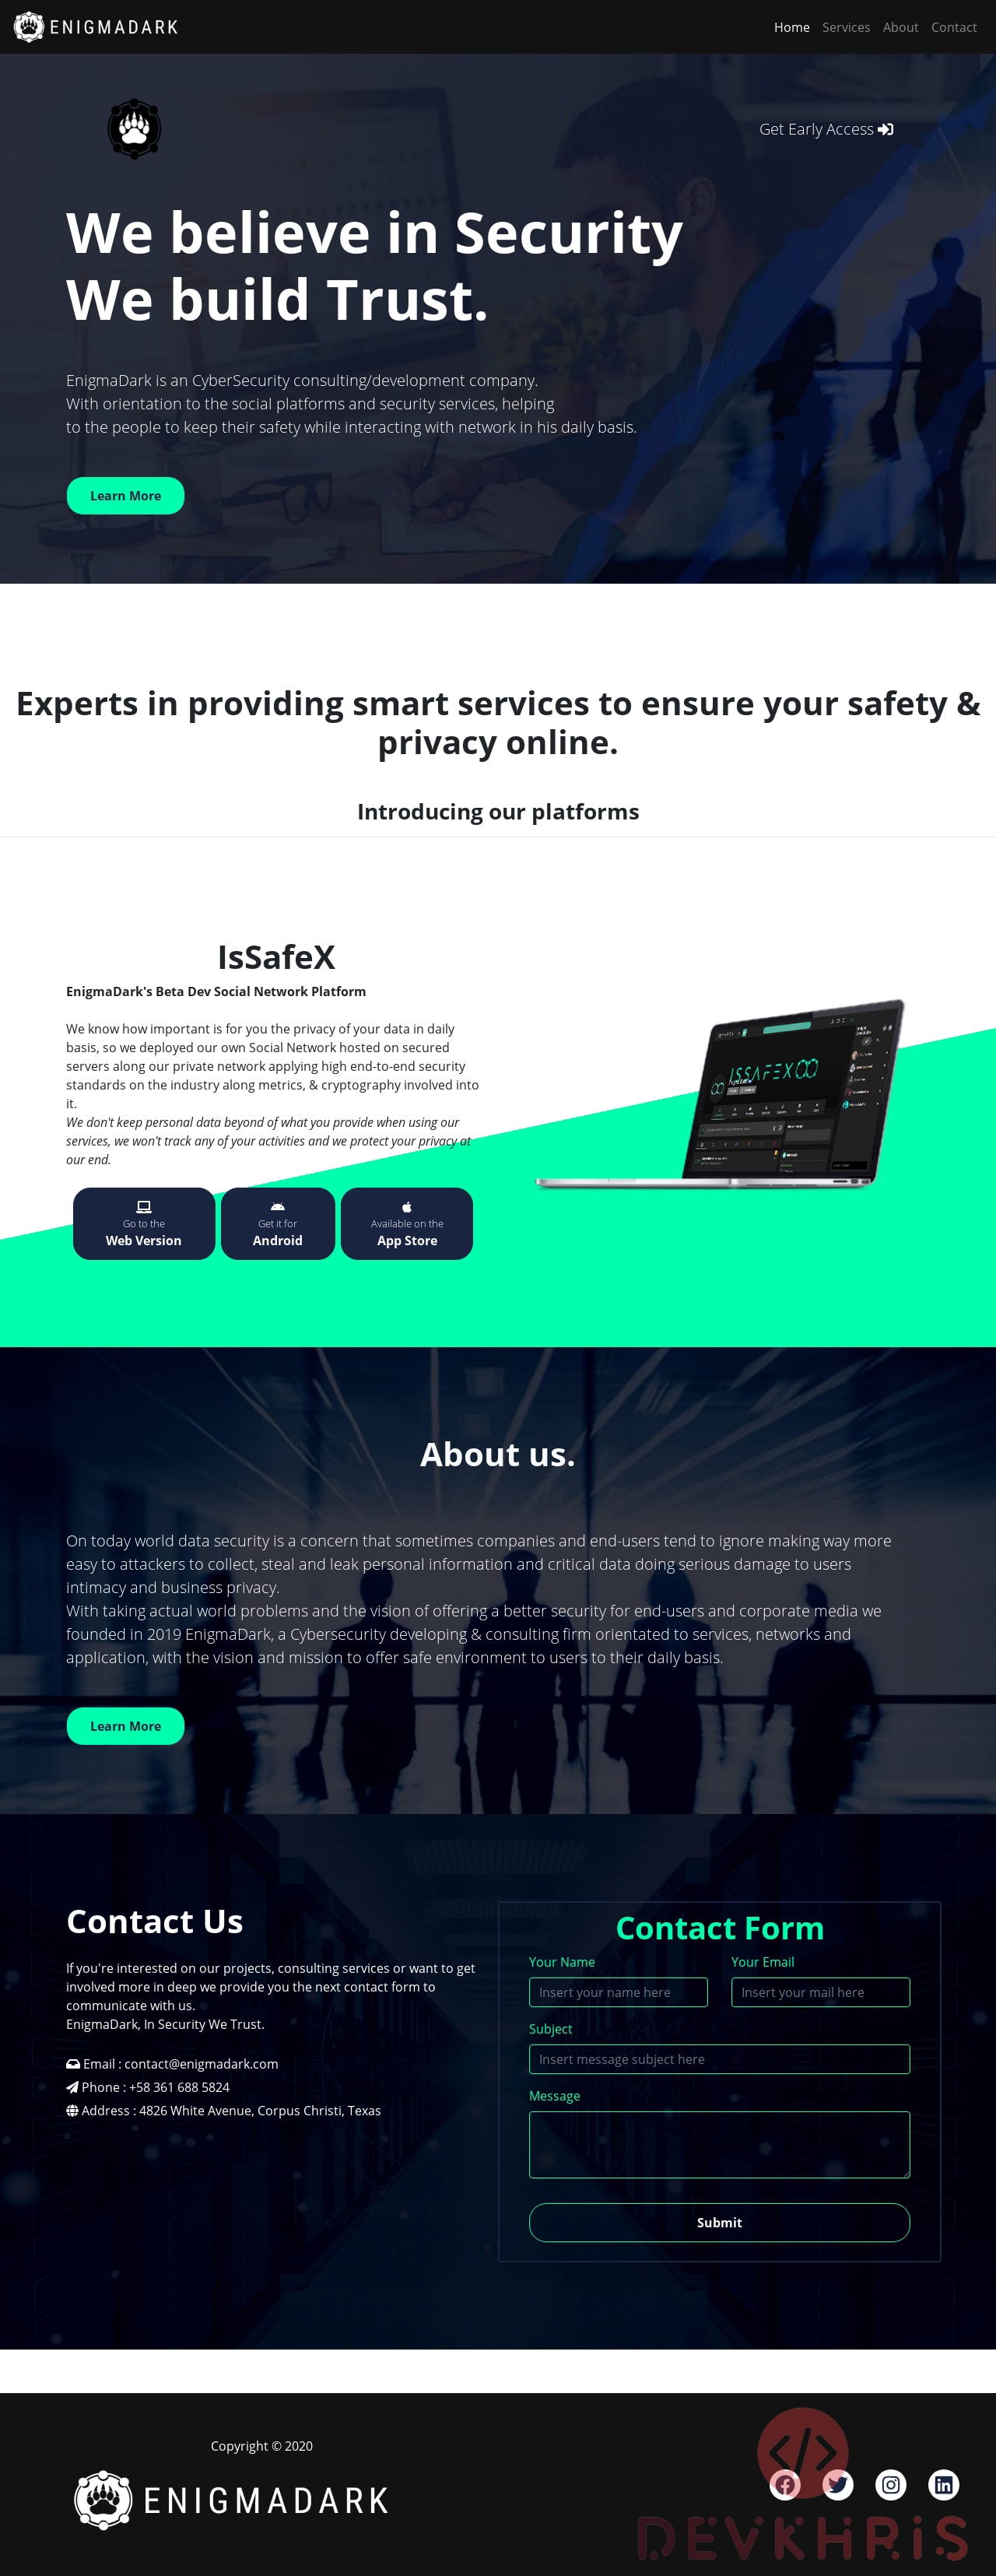 ENIGMADARK
Home Services About Contact
Get Early Access
We believe in Security
We build Trust.
EnigmaDark is an CyberSecurity consulting/development company.
With orientation to the social platforms and security services, helping
to the people to keep their safety while interacting with network in his daily basis.
Learn More
Experts in providing smart services to ensure your safety &
privacy online.
Introducing our platforms
IsSafeX
EnigmaDark's Beta Dev Social Network Platform
We know how important is for you the privacy of your data in daily
basis, so we deployed our own Social Network hosted on secured
servers along our private network applying high end-to-end security
standards on the industry along metrics, & cryptography involved into
it.
We don't keep personal data beyond of what you provide when using our
services, we won't track any of your activities and we protect your privacy at
our end.
Go to the
Web Version
Get it for
Android
Available on the
App Store
ISSAFEX
About us.
On today world data security is a concern that sometimes companies and end-users tend to ignore making way more
easy to attackers to collect, steal and leak personal information and critical data doing serious damage to users
intimacy and business privacy.
With taking actual world problems and the vision of offering a better security for end-users and corporate media we
founded in 2019 EnigmaDark, a Cybersecurity developing & consulting firm orientated to services, networks and
application, with the vision and mission to offer safe environment to users to their daily basis.
Learn More
Contact Us
If you're interested on our projects, consulting services or want to get
involved more in deep we provide you the next contact form to
communicate with us.
EnigmaDark, In Security We Trust.
Email : contact@enigmadark.com
Phone : +58 361 688 5824
Address : 4826 White Avenue, Corpus Christi, Texas
Contact Form
Your Name
Your Email
Insert your name here
Insert your mail here
Subject
Insert message subject here
Message
Submit
Copyright © 2020
ENIGMADARK
</>
DEVKHRIS